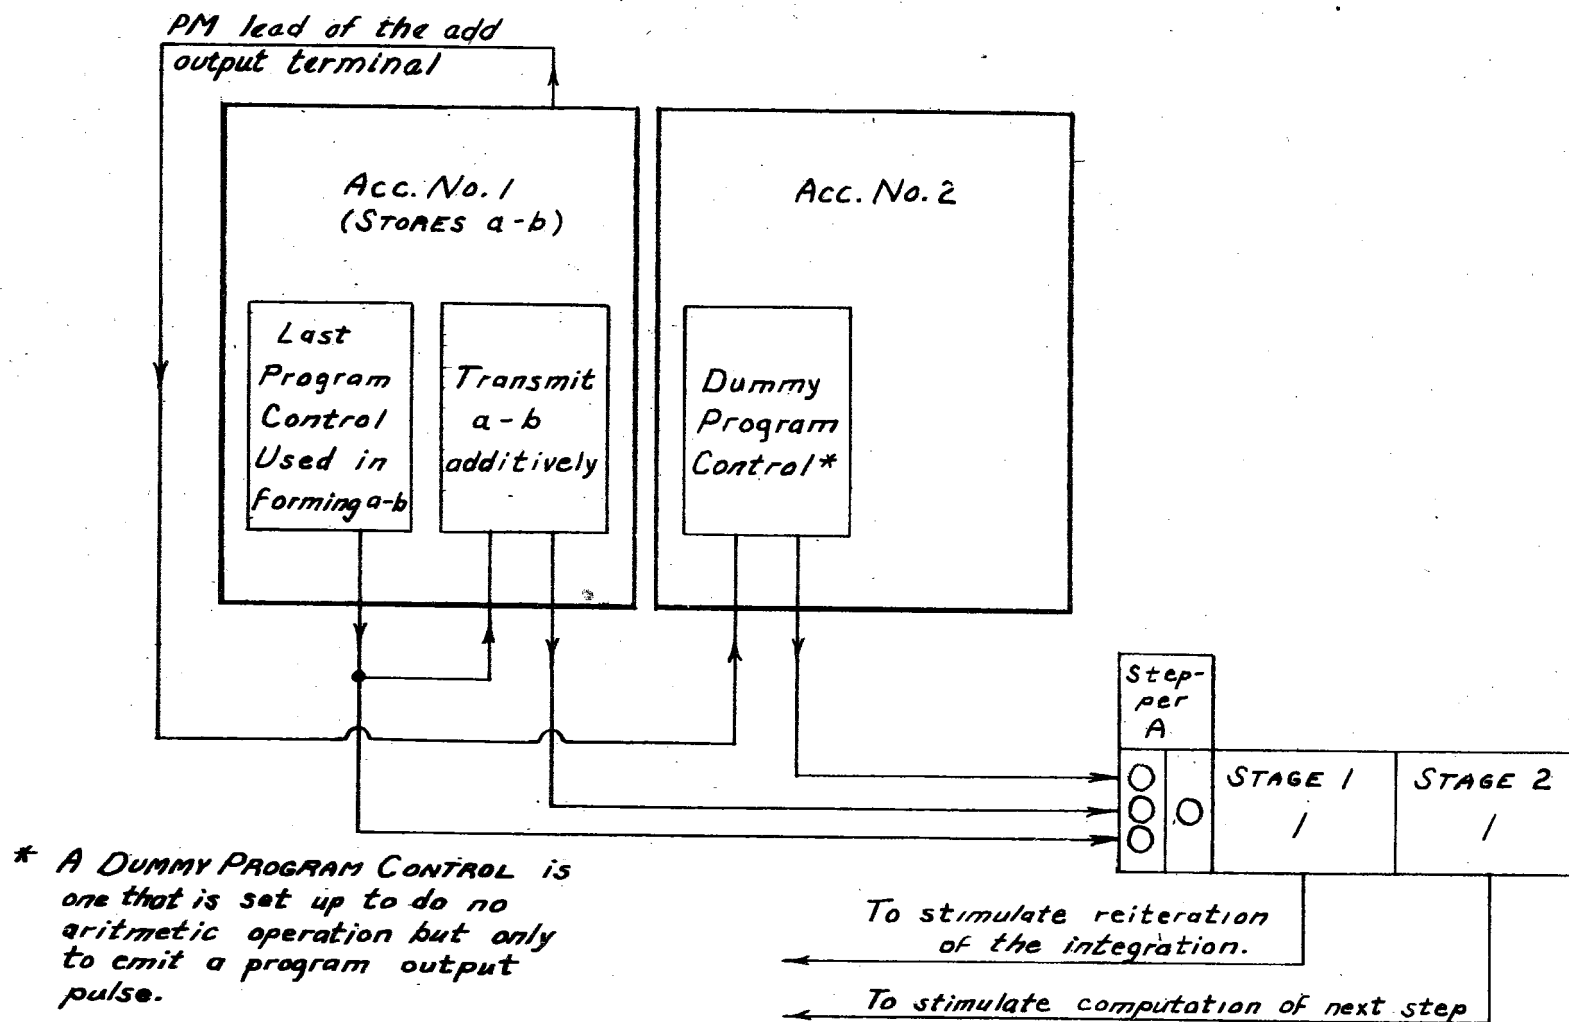 PM lead of the add
output terminal
Acc. No. 1
(STORES a-b)
Acc. No. 2
Last
Program
Control
Used in
Forming a-b
Transmit
a-b
additively
Dummy
Program
Control*
Step-
per
A
STAGE 1
1
STAGE 2
1
* A DUMMY PROGRAM CONTROL is
one that is set up to do no
aritmetic operation but only
to emit a program output
pulse.
To stimulate reiteration
of the integration.
To stimulate computation of next step